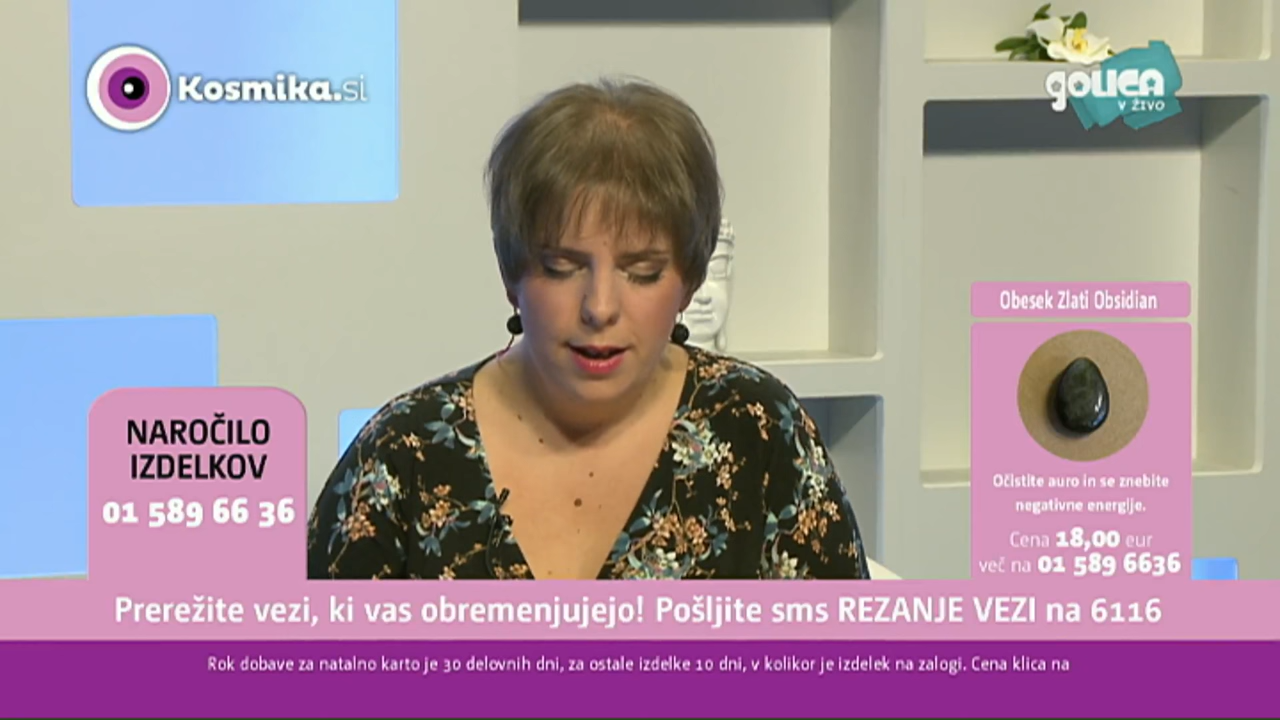 Kosmika.si
GOLICA
V ŽIVO
Obesek Zlati Obsidian
NAROČILO
IZDELKOV
01 589 66 36
Očistite auro in se znebite
negativne energije.
Cena 18,00 eur
več na 01 589 6636
Prerežite vezi, ki vas obremenjujejo! Pošljite sms REZANJE VEZI na 6116
Rok dobave za natalno karto je 30 delovnih dni, za ostale izdelke 10 dni, v kolikor je izdelek na zalogi. Cena klica na